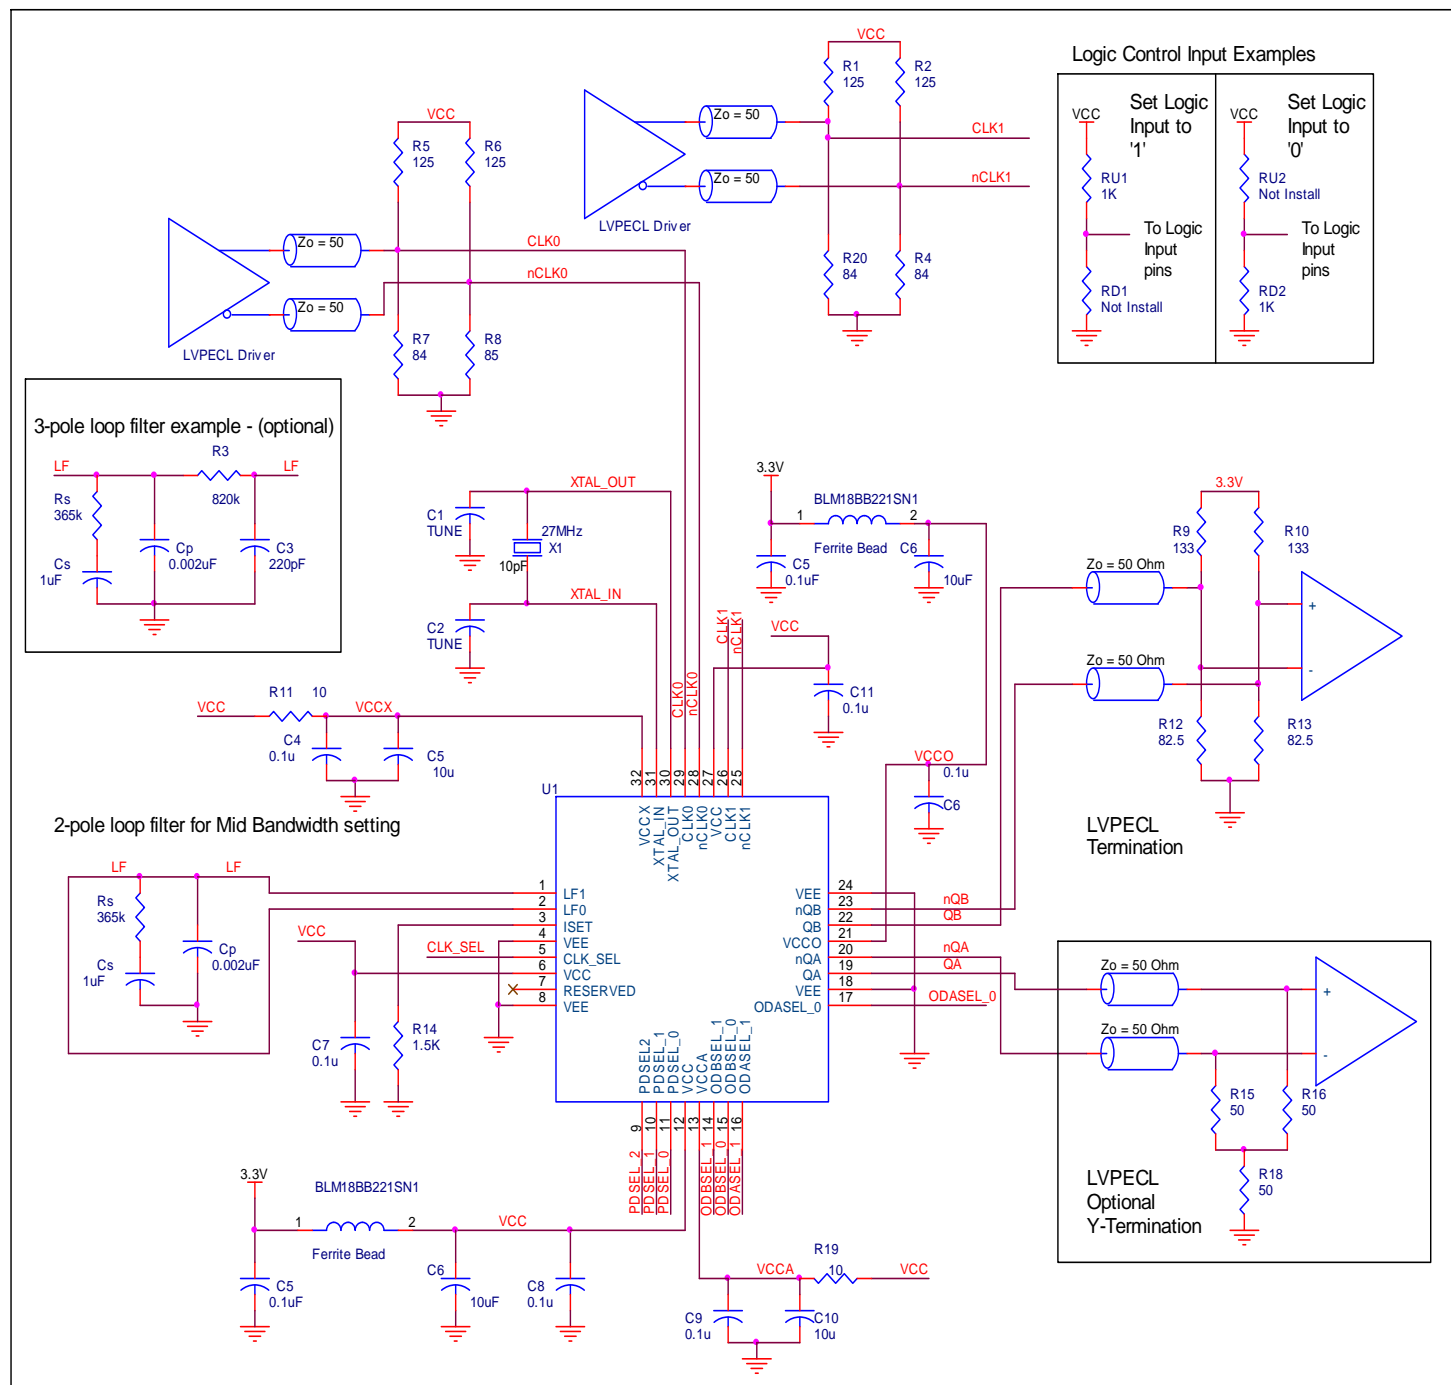 VCC
R1
125
R2
125
Logic Control Input Examples
Zo = 50
CLK1
Zo = 50
nCLK1
LVPECL Driver
R20
84
R4
84
VCC
Set Logic
Input to
'1'
RU1
1K
To Logic
Input
pins
RD1
Not Install
VCC
Set Logic
Input to
'0'
RU2
Not Install
To Logic
Input
pins
RD2
1K
VCC
R5
125
R6
125
Zo = 50
CLK0
Zo = 50
nCLK0
LVPECL Driver
R7
84
R8
85
3-pole loop filter example - (optional)
LF
R3
LF
820k
Rs
365k
Cs
1uF
Cp
0.002uF
C3
220pF
XTAL_OUT
C1
TUNE
27MHz
X1
10pF
XTAL_IN
C2
TUNE
3.3V
BLM18BB221SN1
1
2
Ferrite Bead
C5
0.1uF
C6
10uF
3.3V
R9
133
R10
133
Zo = 50 Ohm
+
Zo = 50 Ohm
-
R12
82.5
R13
82.5
LVPECL
Termination
VCC
R11
10
VCCX
C4
0.1u
C5
10u
CLK0
nCLK0
CLK1
nCLK1
VCC
C11
0.1u
VCCO
0.1u
C6
U1
32
31
30
29
28
27
26
25
VCCX
XTAL_IN
XTAL_OUT
CLK0
nCLK0
VCC
CLK1
nCLK1
2-pole loop filter for Mid Bandwidth setting
LF
LF
Rs
365k
Cs
1uF
Cp
0.002uF
VCC
CLK_SEL
C7
0.1u
R14
1.5K
1
LF1
2
LF0
3
ISET
4
VEE
5
CLK_SEL
6
VCC
7
RESERVED
8
VEE
VEE
24
nQB
23
nQB
QB
22
QB
VCCO
21
nQA
20
nQA
QA
19
QA
VEE
18
ODASEL_0
17
ODASEL_0
PDSEL2
PDSEL_1
PDSEL_0
VCC
VCCA
ODBSEL_1
ODBSEL_0
ODASEL_1
9
10
11
12
13
14
15
16
PDSEL_2
PDSEL_1
PDSEL_0
ODBSEL_1
ODBSEL_0
ODASEL_1
Zo = 50 Ohm
+
Zo = 50 Ohm
-
R15
50
R16
50
R18
50
LVPECL
Optional
Y-Termination
3.3V
BLM18BB221SN1
1
2
VCC
Ferrite Bead
C5
0.1uF
C6
10uF
C8
0.1u
VCCA
R19
10
VCC
C9
0.1u
C10
10u